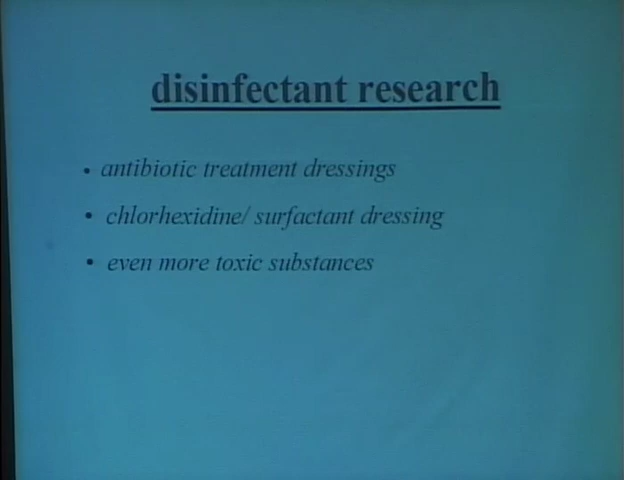 disinfectant research
• antibiotic treatment dressings
• chlorhexidine/ surfactant dressing
• even more toxic substances